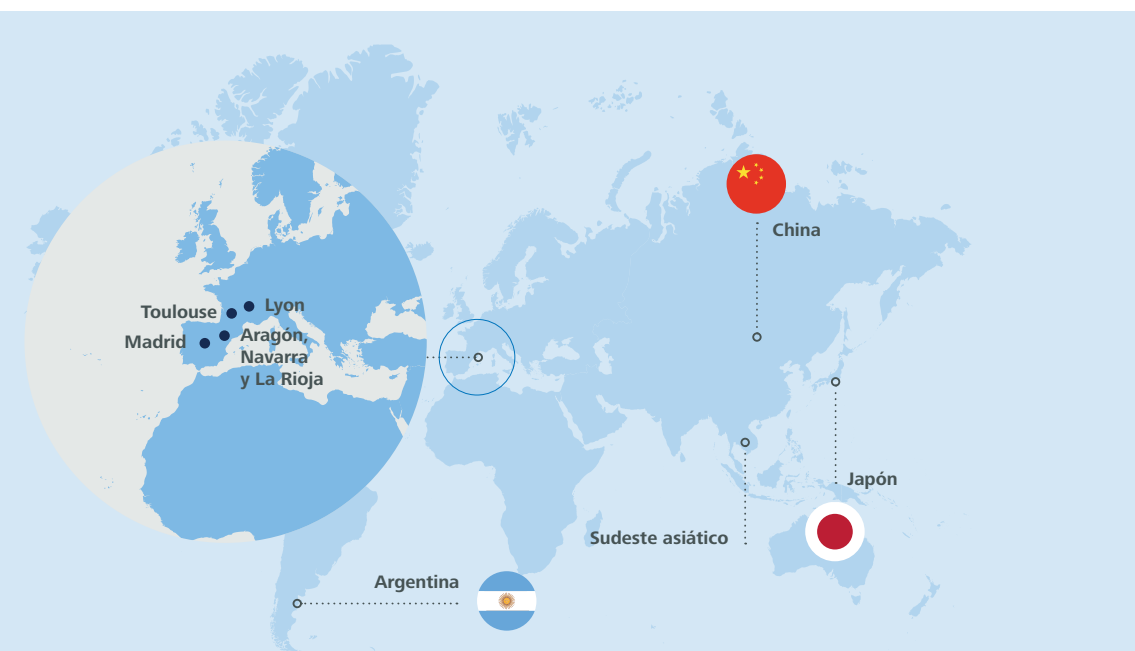 China
Toulouse
Lyon
Madrid
Aragón,
Navarra
y La Rioja
Japón
Sudeste asiático
Argentina